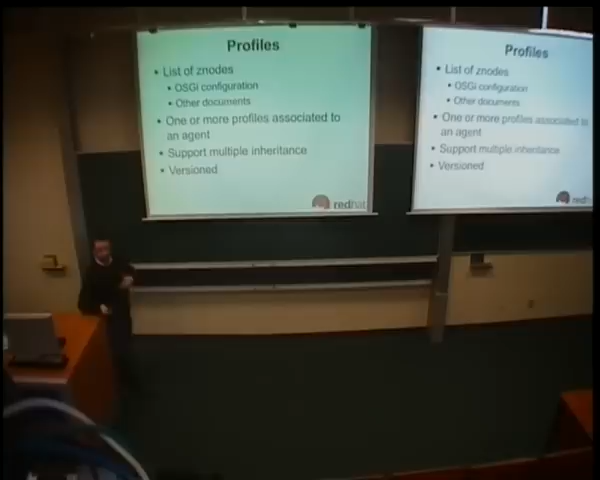 Profiles
• List of znodes
• OSGi configuration
• Other documents
• One or more profiles associated to
an agent
• Support multiple inheritance
• Versioned
redhat
Profiles
• List of znodes
• OSGi configuration
• Other documents
• One or more profiles associated to
an agent
• Support multiple inheritance
• Versioned
redhat